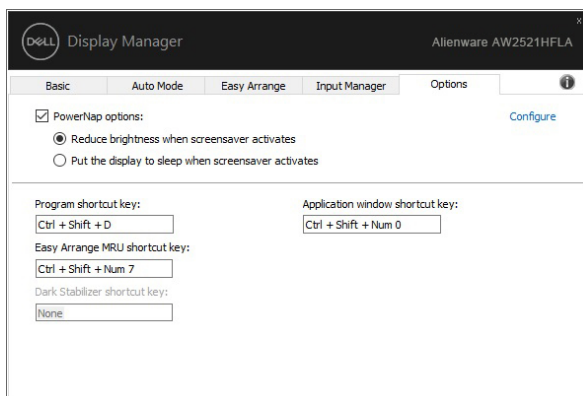 DELL Display Manager
Alienware AW2521HFLA
Basic
Auto Mode
Easy Arrange
Input Manager
Options
PowerNap options:
Configure
Reduce brightness when screensaver activates
Put the display to sleep when screensaver activates
Program shortcut key:
Ctrl + Shift + D
Application window shortcut key:
Ctrl + Shift + Num 0
Easy Arrange MRU shortcut key:
Ctrl + Shift + Num 7
Dark Stabilizer shortcut key:
None